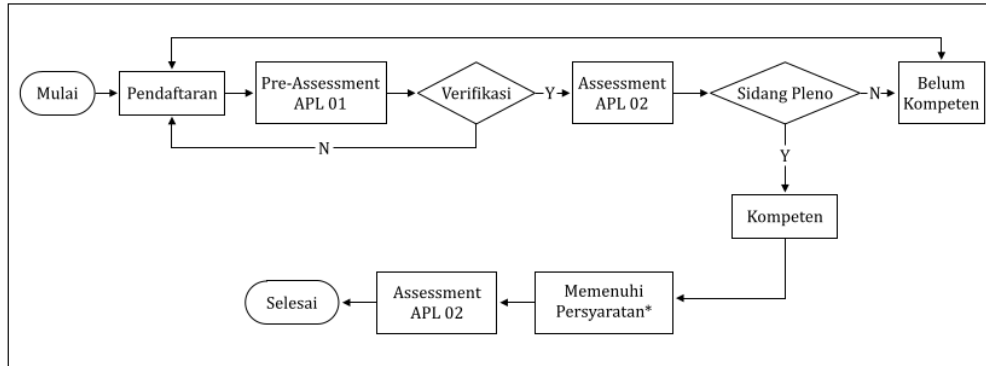 Mulai
Pendaftaran
Pre-Assessment
APL 01
Verifikasi
Y
Assessment
APL 02
Sidang Pleno
N
Belum
Kompeten
N
Y
Kompeten
Selesai
Assessment
APL 02
Memenuhi
Persyaratan*